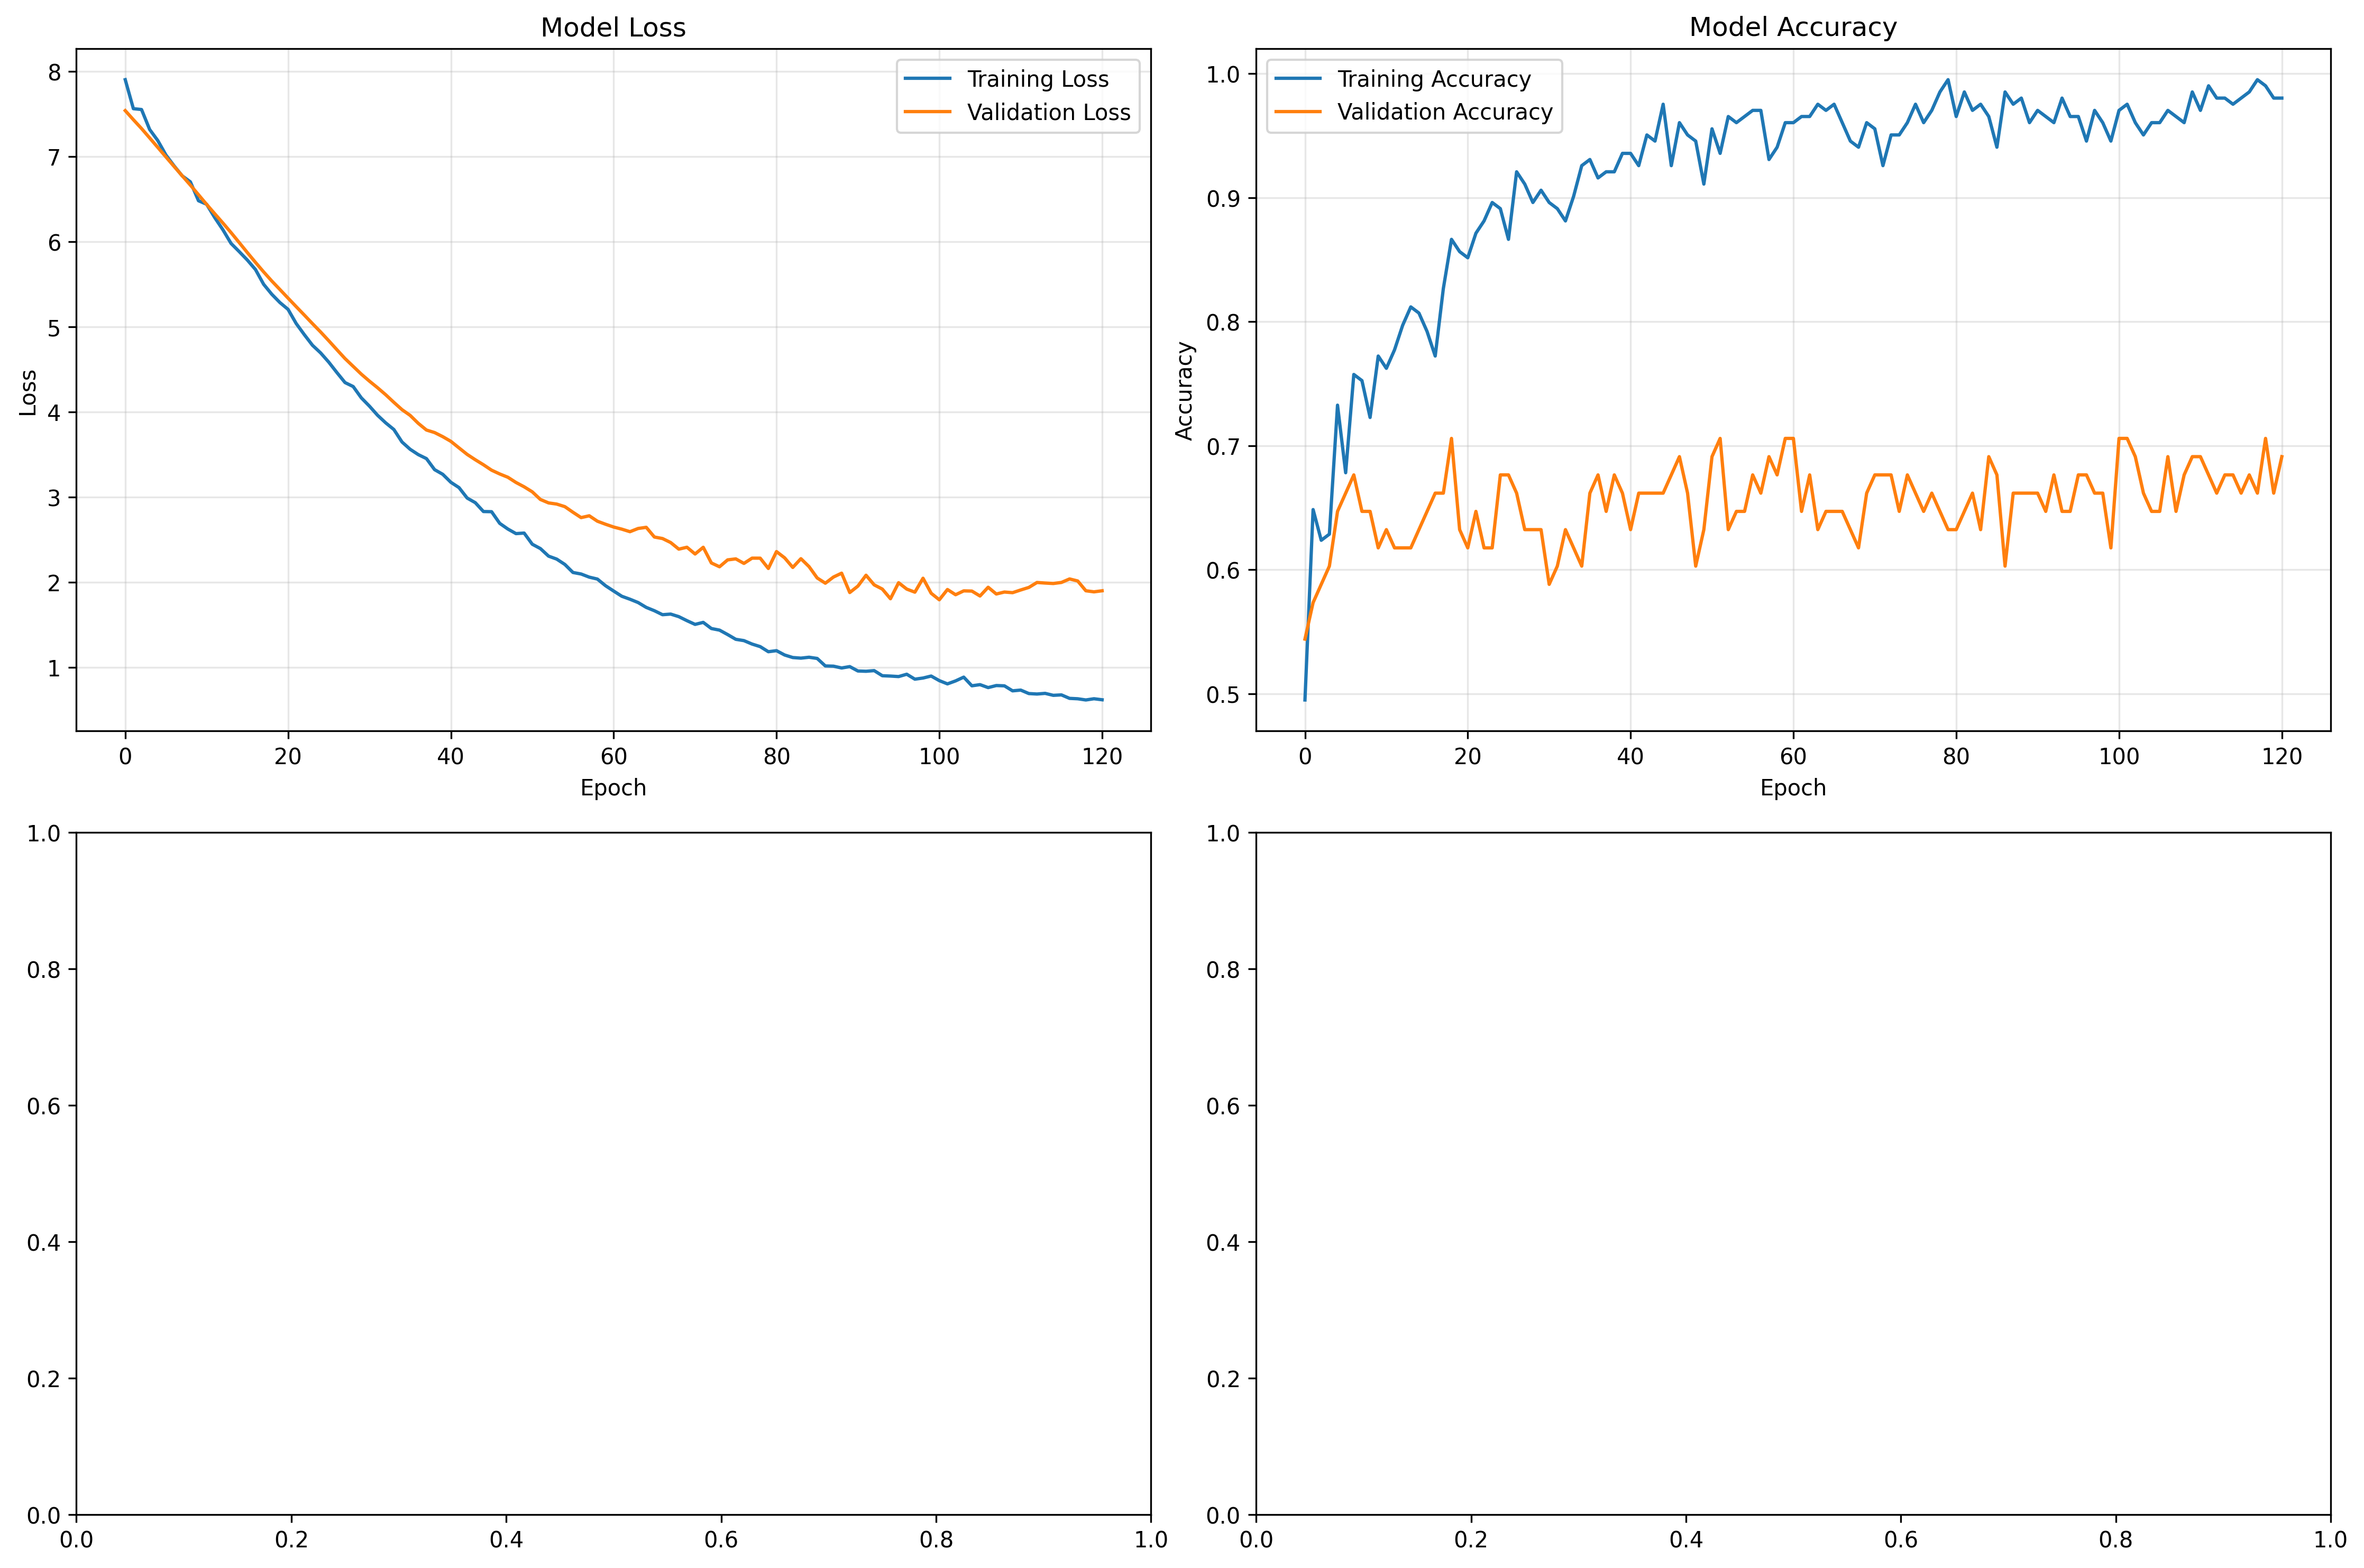 Model Loss
8
7
6
5
4
3
2
1
Loss
Training Loss
Validation Loss
0 20 40 60 80 100 120
Epoch
Model Accuracy
1.0
0.9
0.8
0.7
0.6
0.5
Accuracy
Training Accuracy
Validation Accuracy
0 20 40 60 80 100 120
Epoch
1.0
0.8
0.6
0.4
0.2
0.0
0.0 0.2 0.4 0.6 0.8 1.0
1.0
0.8
0.6
0.4
0.2
0.0
0.0 0.2 0.4 0.6 0.8 1.0